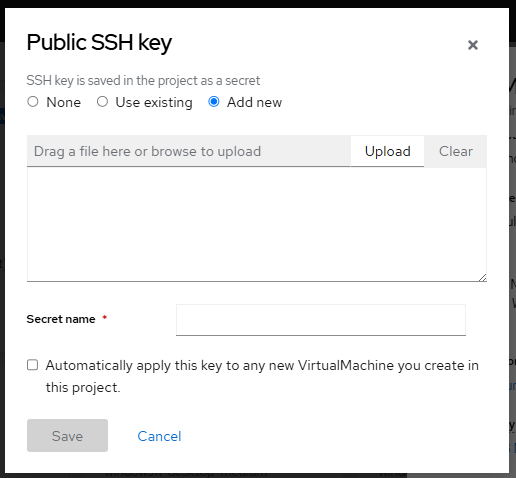 Public SSH key
SSH key is saved in the project as a secret
None Use existing Add new
Drag a file here or browse to upload Upload Clear
Secret name *
Automatically apply this key to any new VirtualMachine you create in
this project.
Save Cancel